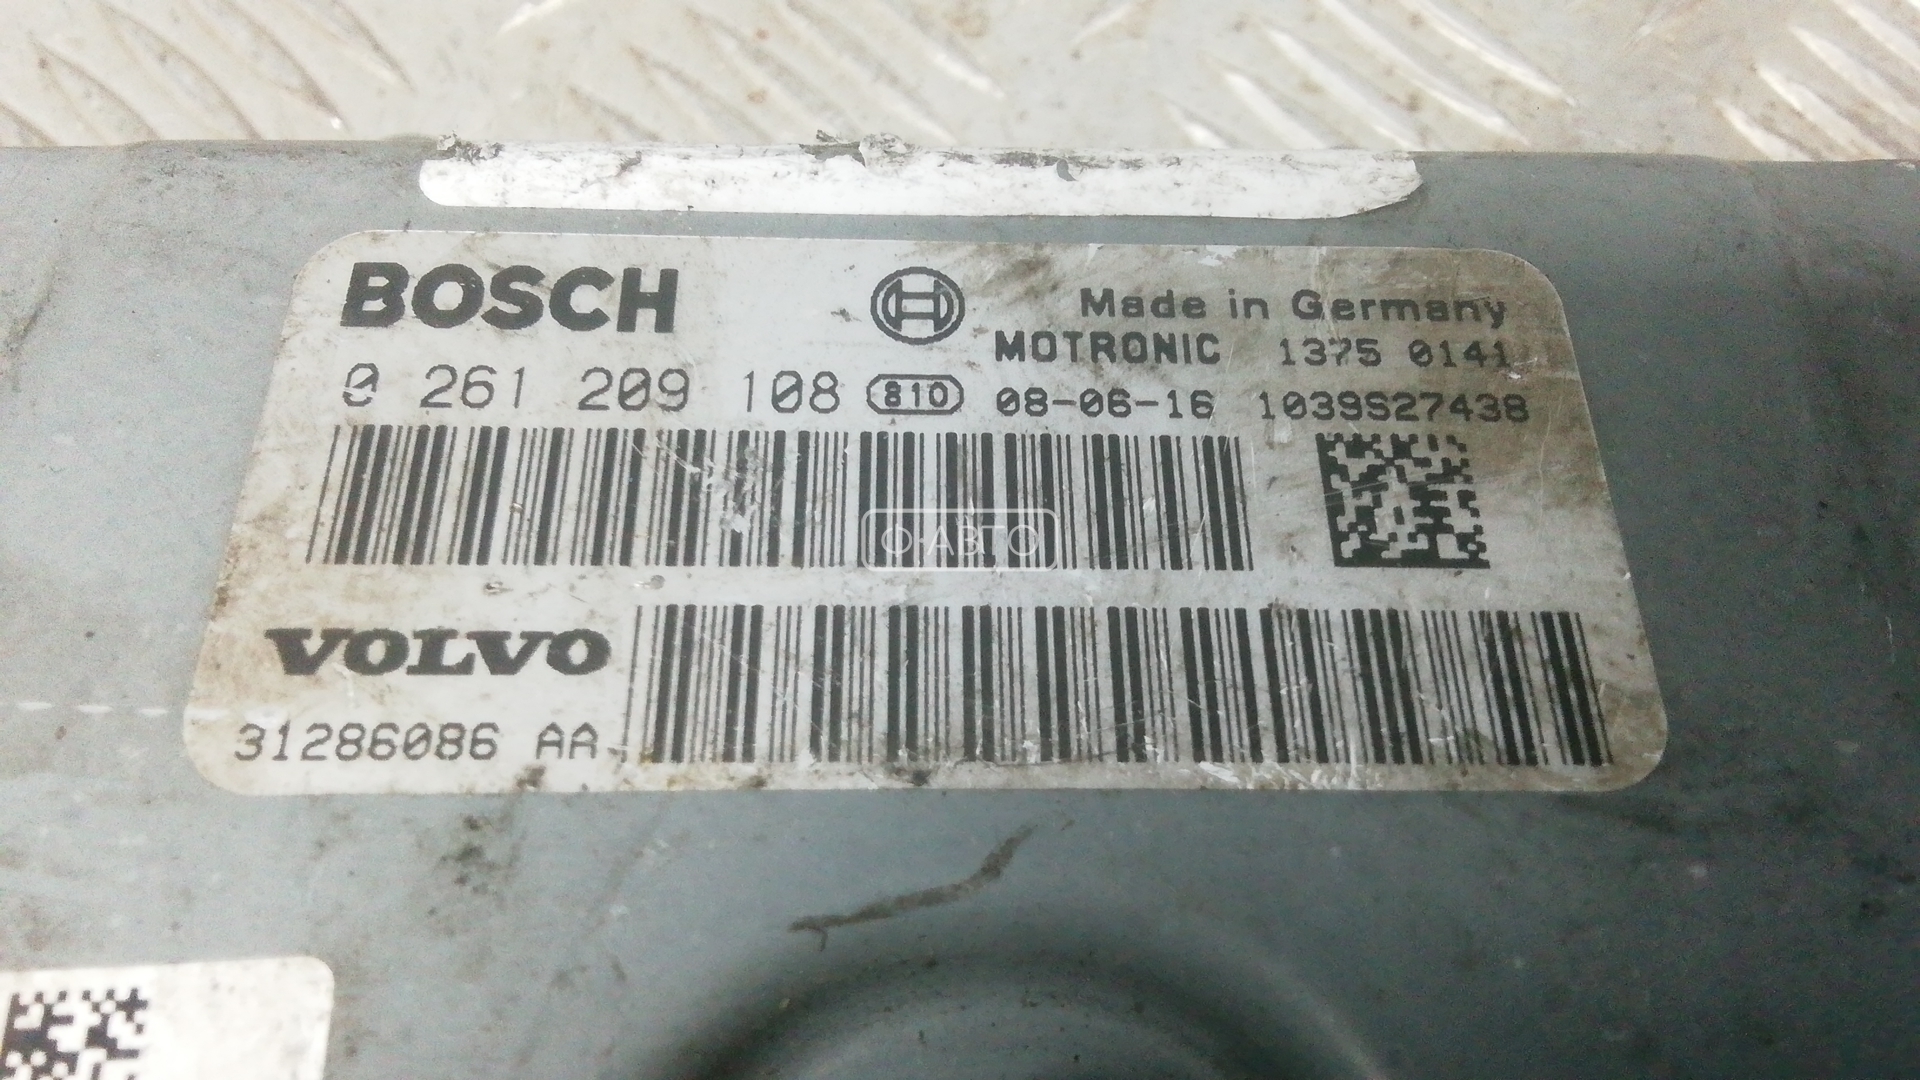 BOSCH
Made in Germany
MOTRONIC 1375 0141
0 261 209 108 810 08-06-16 1039S27438
Ф·АВТО
VOLVO
31286086 AA